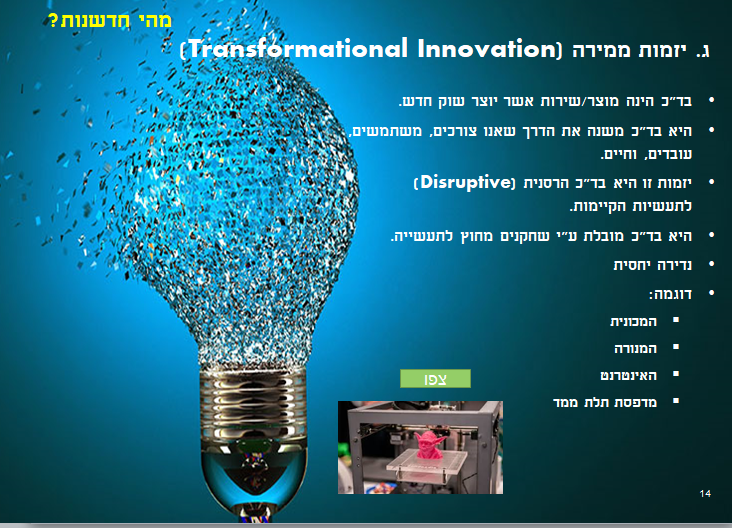 מהי חדשנות?
ג. יזמות ממירה (Transformational Innovation)
• בד"כ הינה מוצר/שירות אשר יוצר שוק חדש.
• היא בד"כ משנה את הדרך שאנו צורכים, משתמשים,
עובדים, וחיים.
• יזמות זו היא בד"כ הרסנית (Disruptive)
לתעשיות הקיימות.
• היא בד"כ מובלת ע"י שחקנים מחוץ לתעשייה.
• נדירה יחסית
• דוגמה:
▪ המכונית
▪ המנורה
▪ האינטרנט
▪ מדפסת תלת ממד
צפו
14